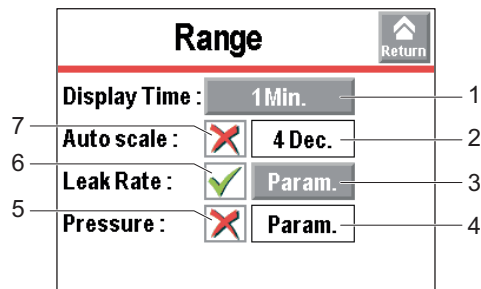 Range
Return
Display Time : 1 Min. 1
7 Auto scale : 4 Dec. 2
6 Leak Rate : Param. 3
5 Pressure : Param. 4